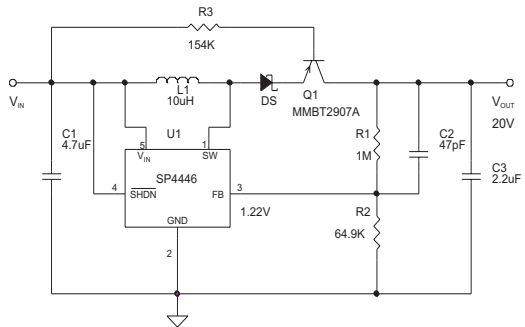 R3
154K
L1
10uH
DS
Q1
MMBT2907A
VIN
VOUT
20V
C1
4.7uF
U1
5
VIN
1
SW
R1
1M
C2
47pF
C3
2.2uF
SP4446
4
SHDN
FB
3
1.22V
GND
2
R2
64.9K